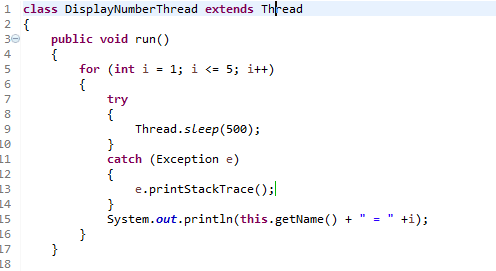 1 class DisplayNumberThread extends Thread
2 {
3 public void run()
4 {
5 for (int i = 1; i <= 5; i++)
6 {
7 try
8 {
9 Thread.sleep(500);
10 }
11 catch (Exception e)
12 {
13 e.printStackTrace();
14 }
15 System.out.println(this.getName() + " = " +i);
16 }
17 }
18